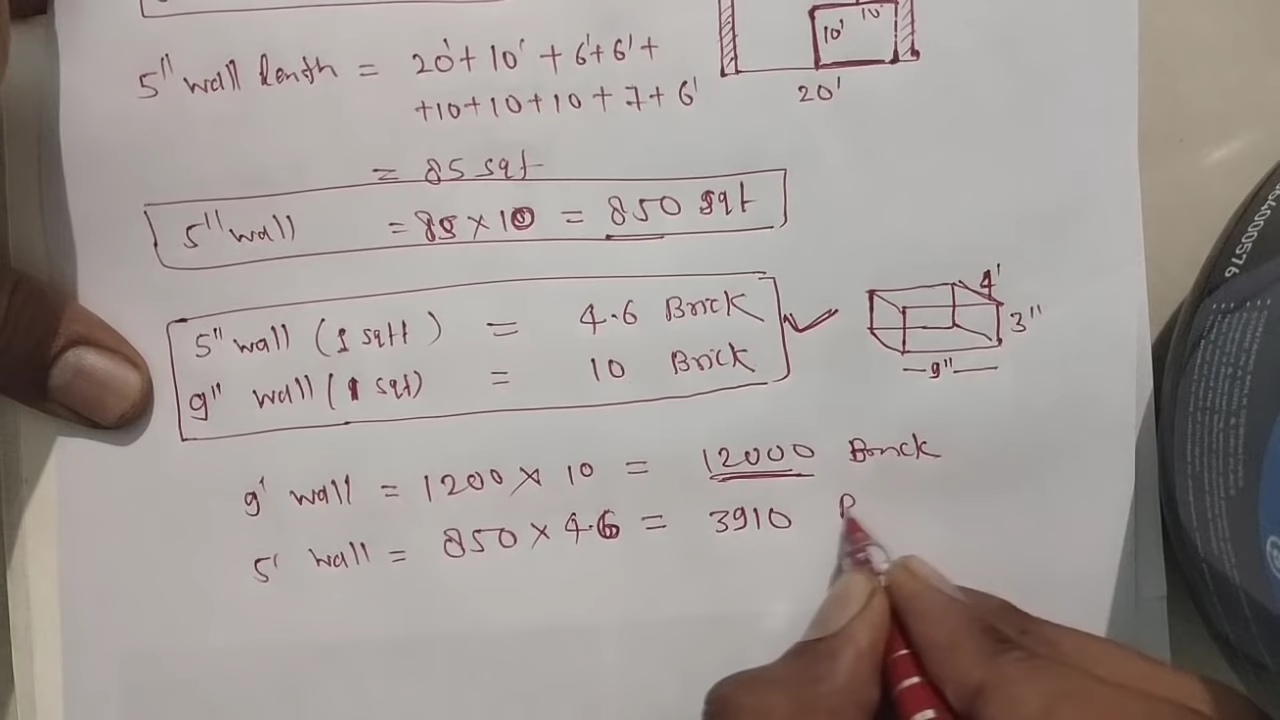 10'
10'
20'
5" wall length = 20' + 10' + 6' + 6' +
+10+10+10+7+6'
= 85 sqt
5" wall = 85 × 10 = 850 sqt
5" wall (1 sqtt) = 4.6 Brick
9" wall (1 sqt) = 10 Brick
4'
3"
9"
9' wall = 1200 × 10 = 12000 Brick
5' wall = 850 × 4.6 = 3910 B
64000576